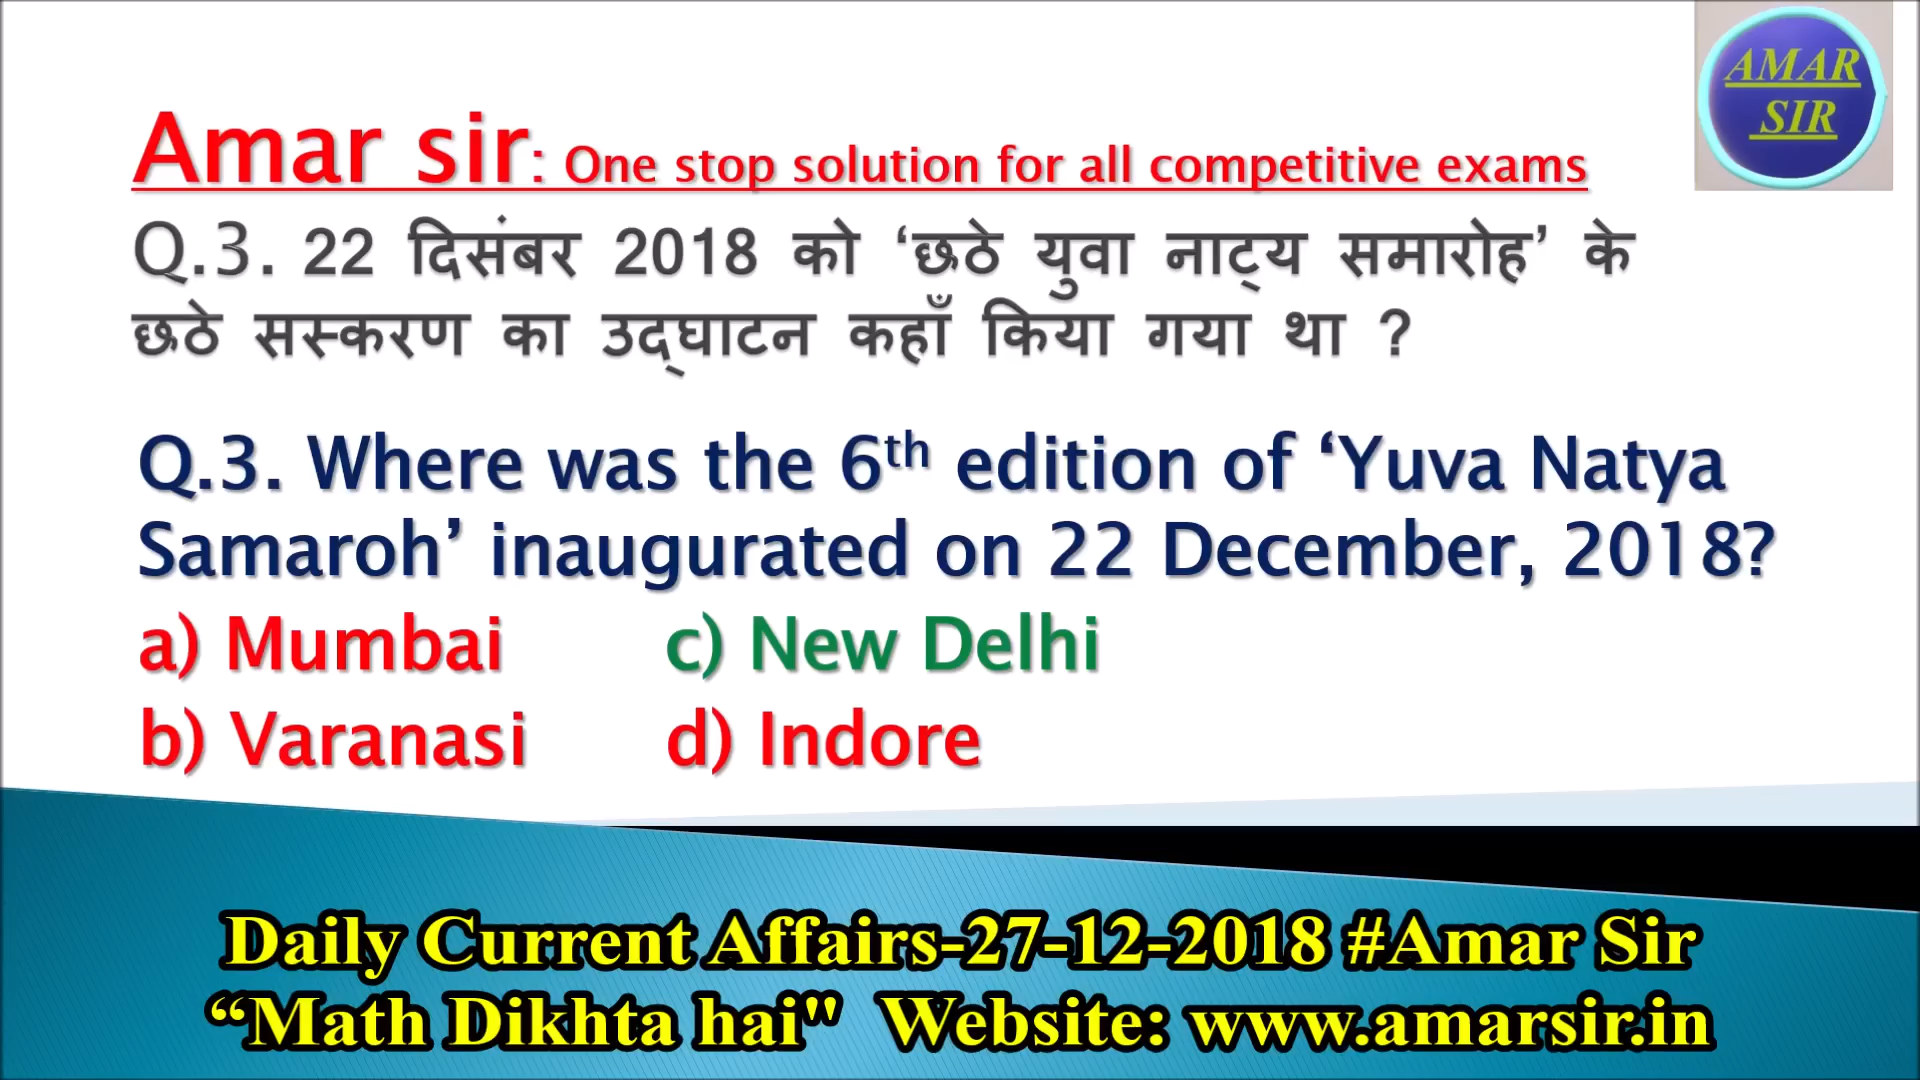 AMAR
SIR
Amar sir: One stop solution for all competitive exams
Q.3. 22 दिसंबर 2018 को ‘छठे युवा नाट्य समारोह’ के
छठे सस्करण का उद्घाटन कहाँ किया गया था ?
Q.3. Where was the 6th edition of ‘Yuva Natya
Samaroh’ inaugurated on 22 December, 2018?
a) Mumbai c) New Delhi
b) Varanasi d) Indore
Daily Current Affairs-27-12-2018 #Amar Sir
“Math Dikhta hai" Website: www.amarsir.in